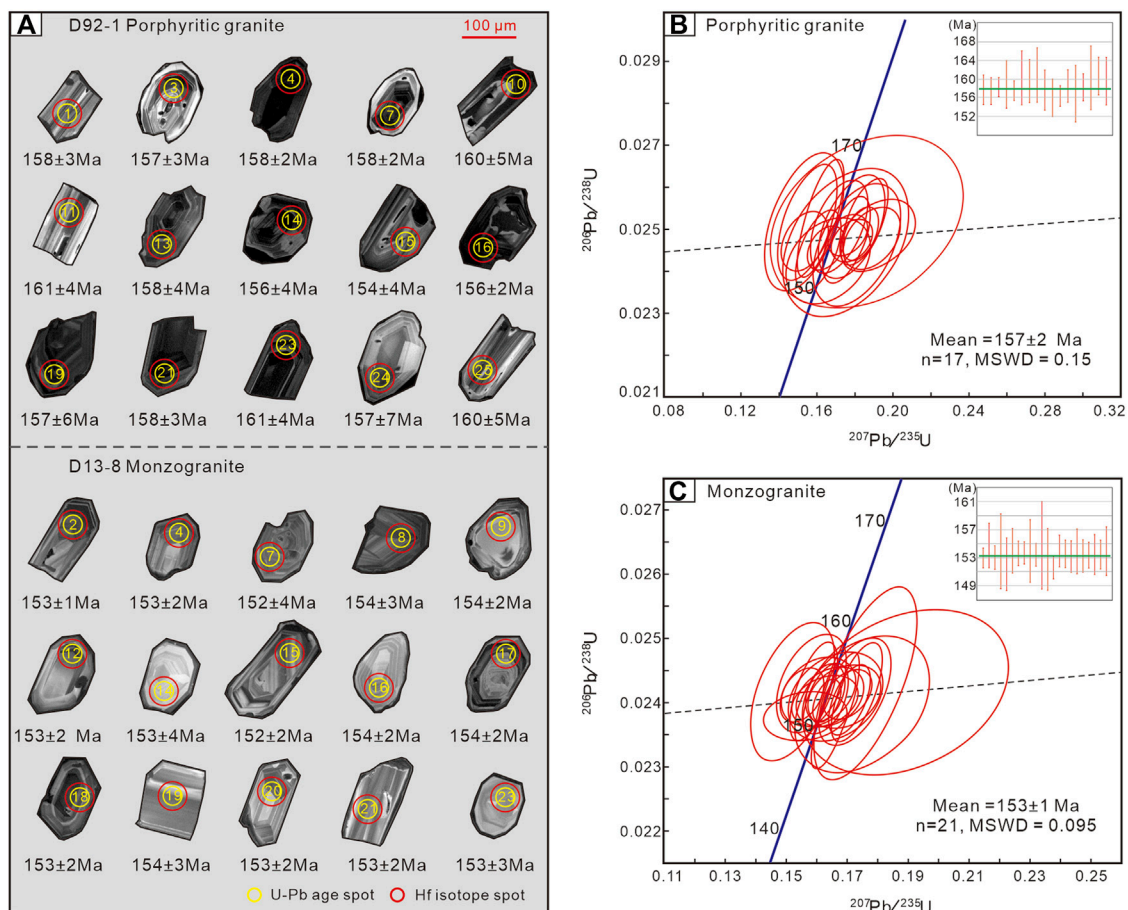 A
D92-1 Porphyritic granite
100 µm
1
3
4
7
10
158±3Ma
157±3Ma
158±2Ma
158±2Ma
160±5Ma
11
13
14
15
16
161±4Ma
158±4Ma
156±4Ma
154±4Ma
156±2Ma
19
21
23
24
25
157±6Ma
158±3Ma
161±4Ma
157±7Ma
160±5Ma
D13-8 Monzogranite
2
4
7
8
9
153±1Ma
153±2Ma
152±4Ma
154±3Ma
154±2Ma
12
14
15
16
17
153±2 Ma
153±4Ma
152±2Ma
154±2Ma
154±2Ma
18
19
20
21
23
153±2Ma
154±3Ma
153±2Ma
153±2Ma
153±3Ma
U-Pb age spot
Hf isotope spot
B
Porphyritic granite
(Ma)
168
164
160
156
152
0.029
0.027
0.025
0.023
0.021
206Pb/238U
170
150
Mean =157±2 Ma
n=17, MSWD = 0.15
0.08
0.12
0.16
0.20
0.24
0.28
0.32
207Pb/235U
C
Monzogranite
(Ma)
161
157
153
149
0.027
0.026
0.025
0.024
0.023
0.022
206Pb/238U
170
160
150
140
Mean =153±1 Ma
n=21, MSWD = 0.095
0.11
0.13
0.15
0.17
0.19
0.21
0.23
0.25
207Pb/235U